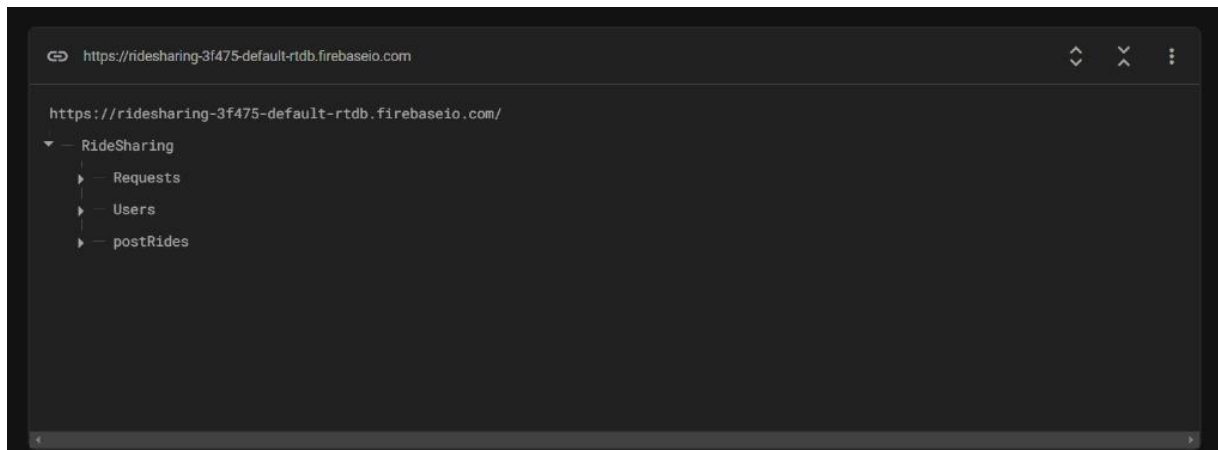 https://ridesharing-3f475-default-rtdb.firebaseio.com
https://ridesharing-3f475-default-rtdb.firebaseio.com/
RideSharing
Requests
Users
postRides